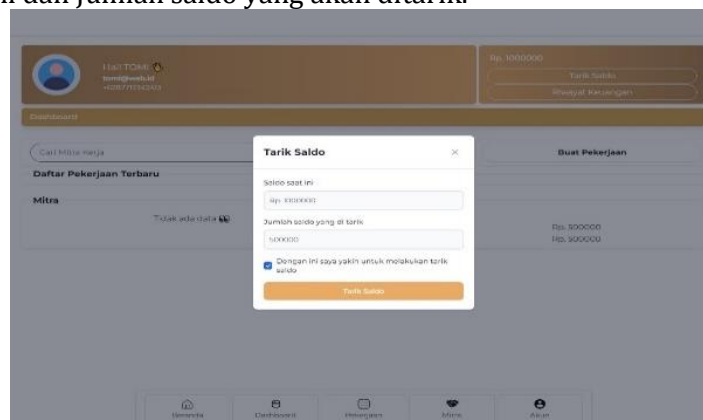 dan jumlah saldo yang akan ditarik.
Hai! TOMI
tomi@web.id
Rp. 1000000
Tarik Saldo
Riwayat Keuangan
Dashboard
Cari Mitra Kerja
Tarik Saldo
Buat Pekerjaan
Daftar Pekerjaan Terbaru
Saldo saat ini
Rp. 1000000
Mitra
Jumlah saldo yang di tarik
Tidak ada data
500000
Rp. 500000
Rp. 500000
Dengan ini saya yakin untuk melakukan tarik
saldo
Tarik Saldo
Beranda
Dashboard
Pekerjaan
Mitra
Akun